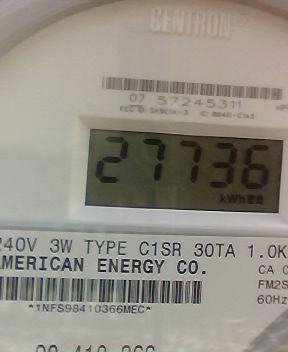 CENTRON
07 57245311
27736
kWh
240V 3W TYPE C1SR 30TA 1.0K
AMERICAN ENERGY CO.
CA 0
FM2S
60Hz
*1NFS98410366MEC*